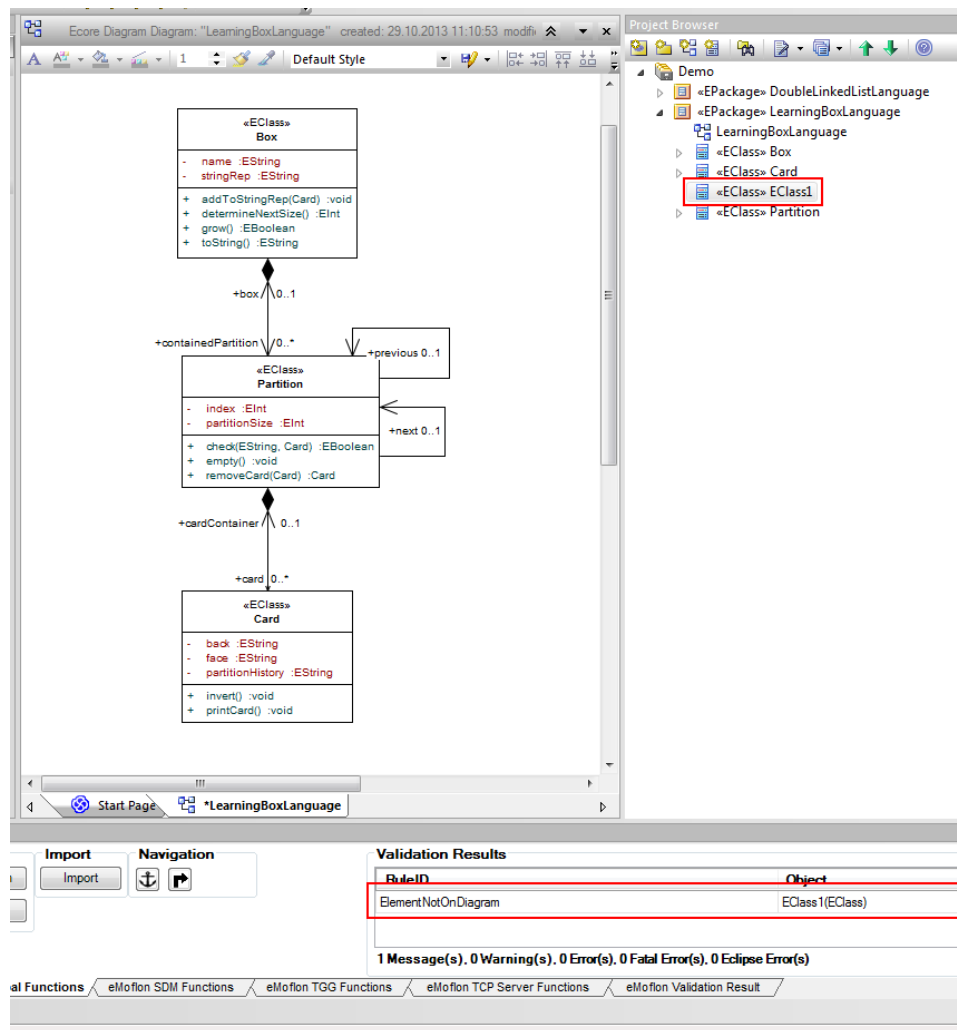 Ecore Diagram Diagram: "LearningBoxLanguage" created: 29.10.2013 11:10:53 modifi
1 Default Style
«EClass»
Box
- name :EString
- stringRep :EString
+ addToStringRep(Card) :void
+ determineNextSize() :EInt
+ grow() :EBoolean
+ toString() :EString
+box 0..1
+containedPartition 0..*
+previous 0..1
«EClass»
Partition
- index :EInt
- partitionSize :EInt
+next 0..1
+ check(EString, Card) :EBoolean
+ empty() :void
+ removeCard(Card) :Card
+cardContainer 0..1
+card 0..*
«EClass»
Card
- back :EString
- face :EString
- partitionHistory :EString
+ invert() :void
+ printCard() :void
Start Page *LearningBoxLanguage
Project Browser
Demo
«EPackage» DoubleLinkedListLanguage
«EPackage» LearningBoxLanguage
LearningBoxLanguage
«EClass» Box
«EClass» Card
«EClass» EClass1
«EClass» Partition
Import Navigation
Import
Validation Results
RuleID Object
ElementNotOnDiagram EClass1(EClass)
1 Message(s), 0 Warning(s), 0 Error(s), 0 Fatal Error(s), 0 Eclipse Error(s)
Functions eMoflon SDM Functions eMoflon TGG Functions eMoflon TCP Server Functions eMoflon Validation Result